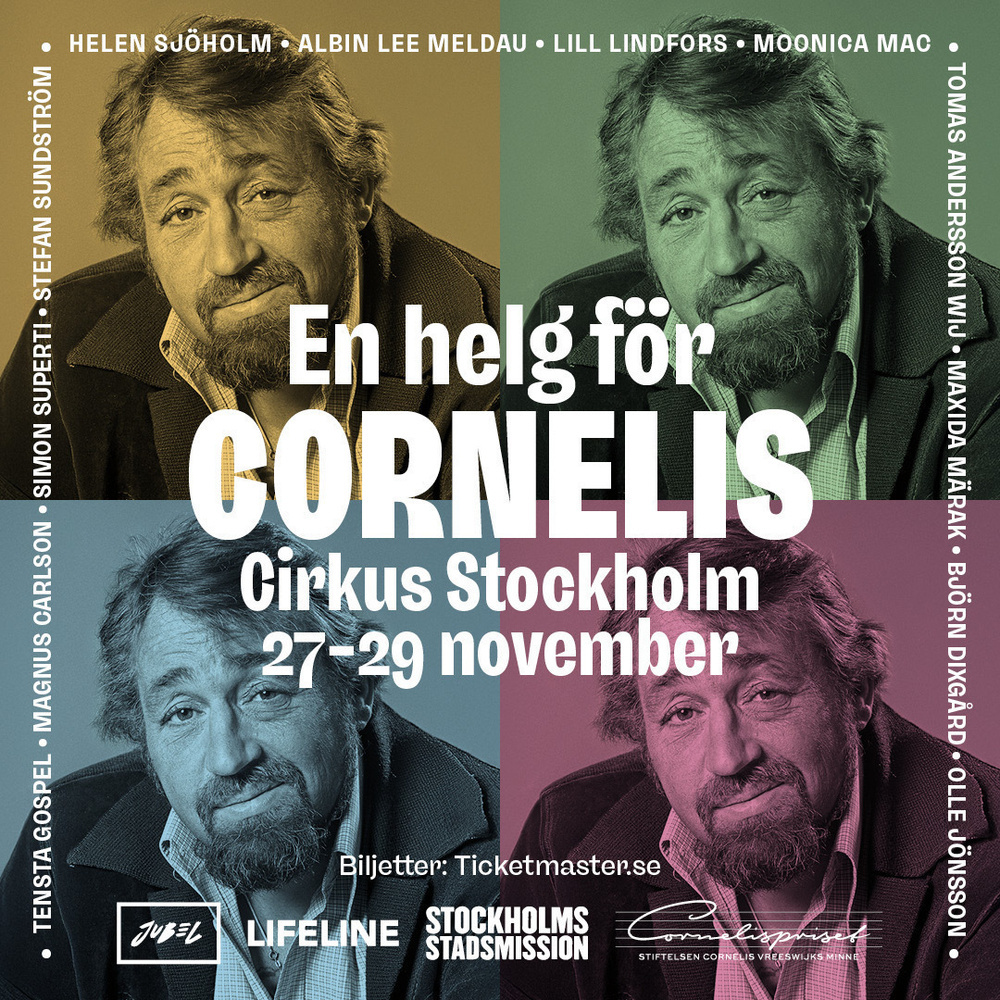 HELEN SJÖHOLM • ALBIN LEE MELDAU • LILL LINDFORS • MOONICA MAC
• TOMAS ANDERSSON WIJ • MAXIDA MÄRAK • BJÖRN DIXGÅRD • OLLE JÖNSSON •
• TENSTA GOSPEL • MAGNUS CARLSON • SIMON SUPERTI • STEFAN SUNDSTRÖM •
En helg för
CORNELIS
Cirkus Stockholm
27-29 november
Biljetter: Ticketmaster.se
JUBEL
LIFELINE
STOCKHOLMS
STADSMISSION
Cornelispriset
STIFTELSEN CORNELIS VREESWIJKS MINNE